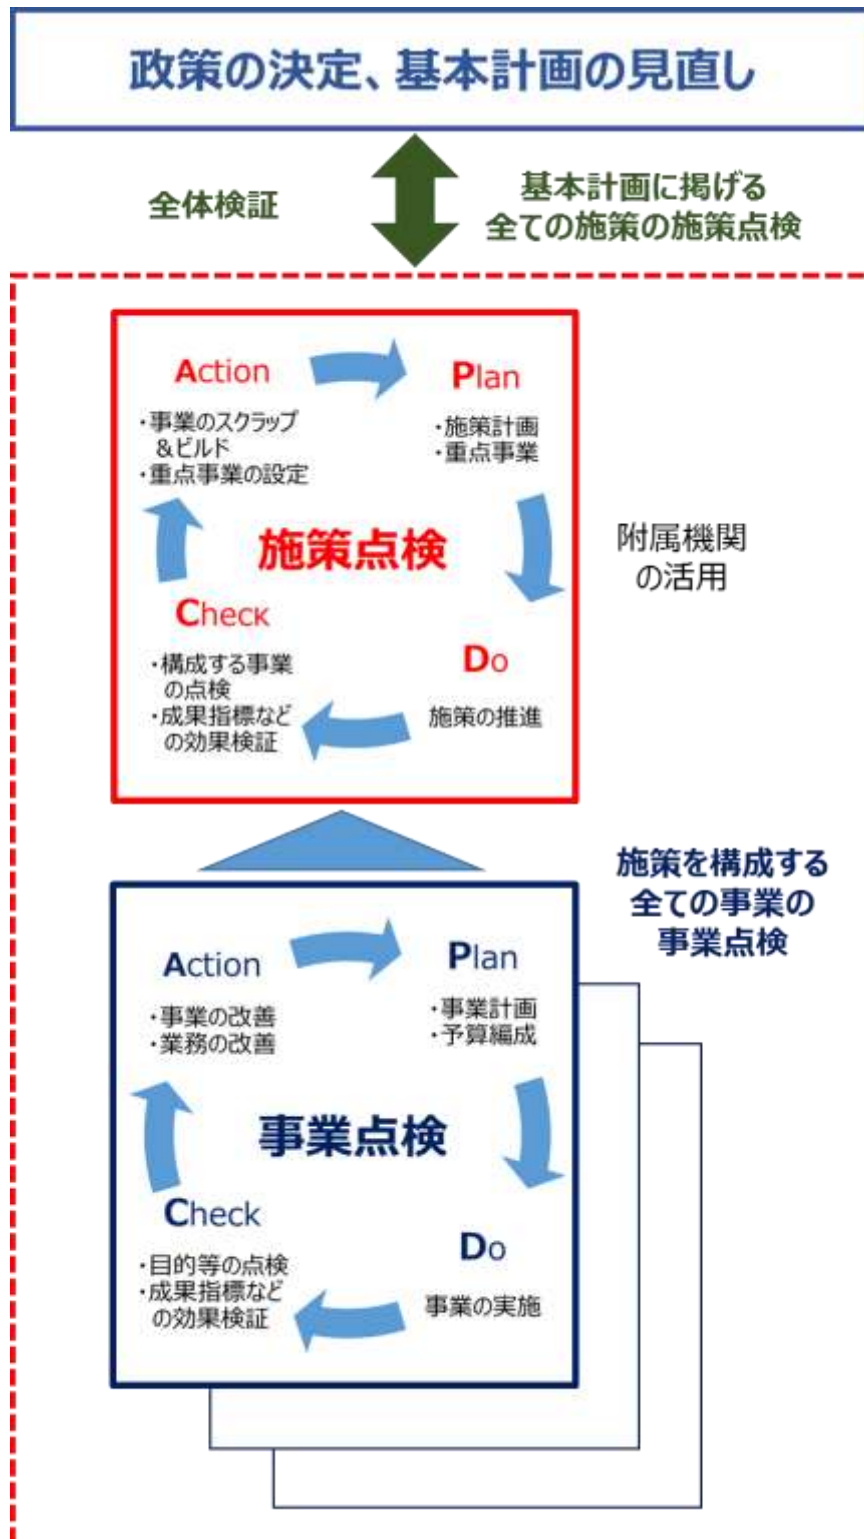 政策の決定、基本計画の見直し
全体検証
基本計画に掲げる
全ての施策の施策点検
Action
・事業のスクラップ
&ビルド
・重点事業の設定
Plan
・施策計画
・重点事業
施策点検
附属機関
の活用
Check
・構成する事業
の点検
・成果指標など
の効果検証
Do
施策の推進
施策を構成する
全ての事業の
事業点検
Action
・事業の改善
・業務の改善
Plan
・事業計画
・予算編成
事業点検
Check
・目的等の点検
・成果指標など
の効果検証
Do
事業の実施